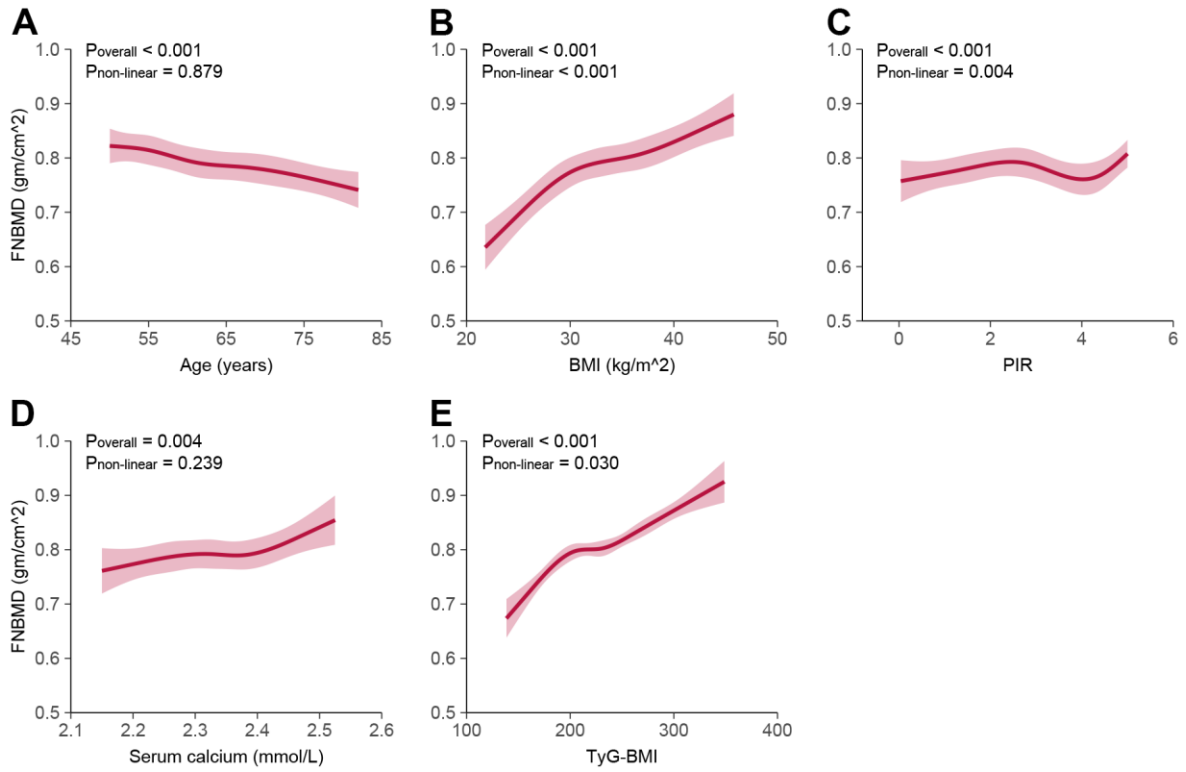 A
Poverall < 0.001
Pnon-linear = 0.879
FNBMD (gm/cm^2)
1.0
0.9
0.8
0.7
0.6
0.5
45 55 65 75 85
Age (years)
B
Poverall < 0.001
Pnon-linear < 0.001
1.0
0.9
0.8
0.7
0.6
0.5
20 30 40 50
BMI (kg/m^2)
C
Poverall < 0.001
Pnon-linear = 0.004
1.0
0.9
0.8
0.7
0.6
0.5
0 2 4 6
PIR
D
Poverall = 0.004
Pnon-linear = 0.239
FNBMD (gm/cm^2)
1.0
0.9
0.8
0.7
0.6
0.5
2.1 2.2 2.3 2.4 2.5 2.6
Serum calcium (mmol/L)
E
Poverall < 0.001
Pnon-linear = 0.030
1.0
0.9
0.8
0.7
0.6
0.5
100 200 300 400
TyG-BMI